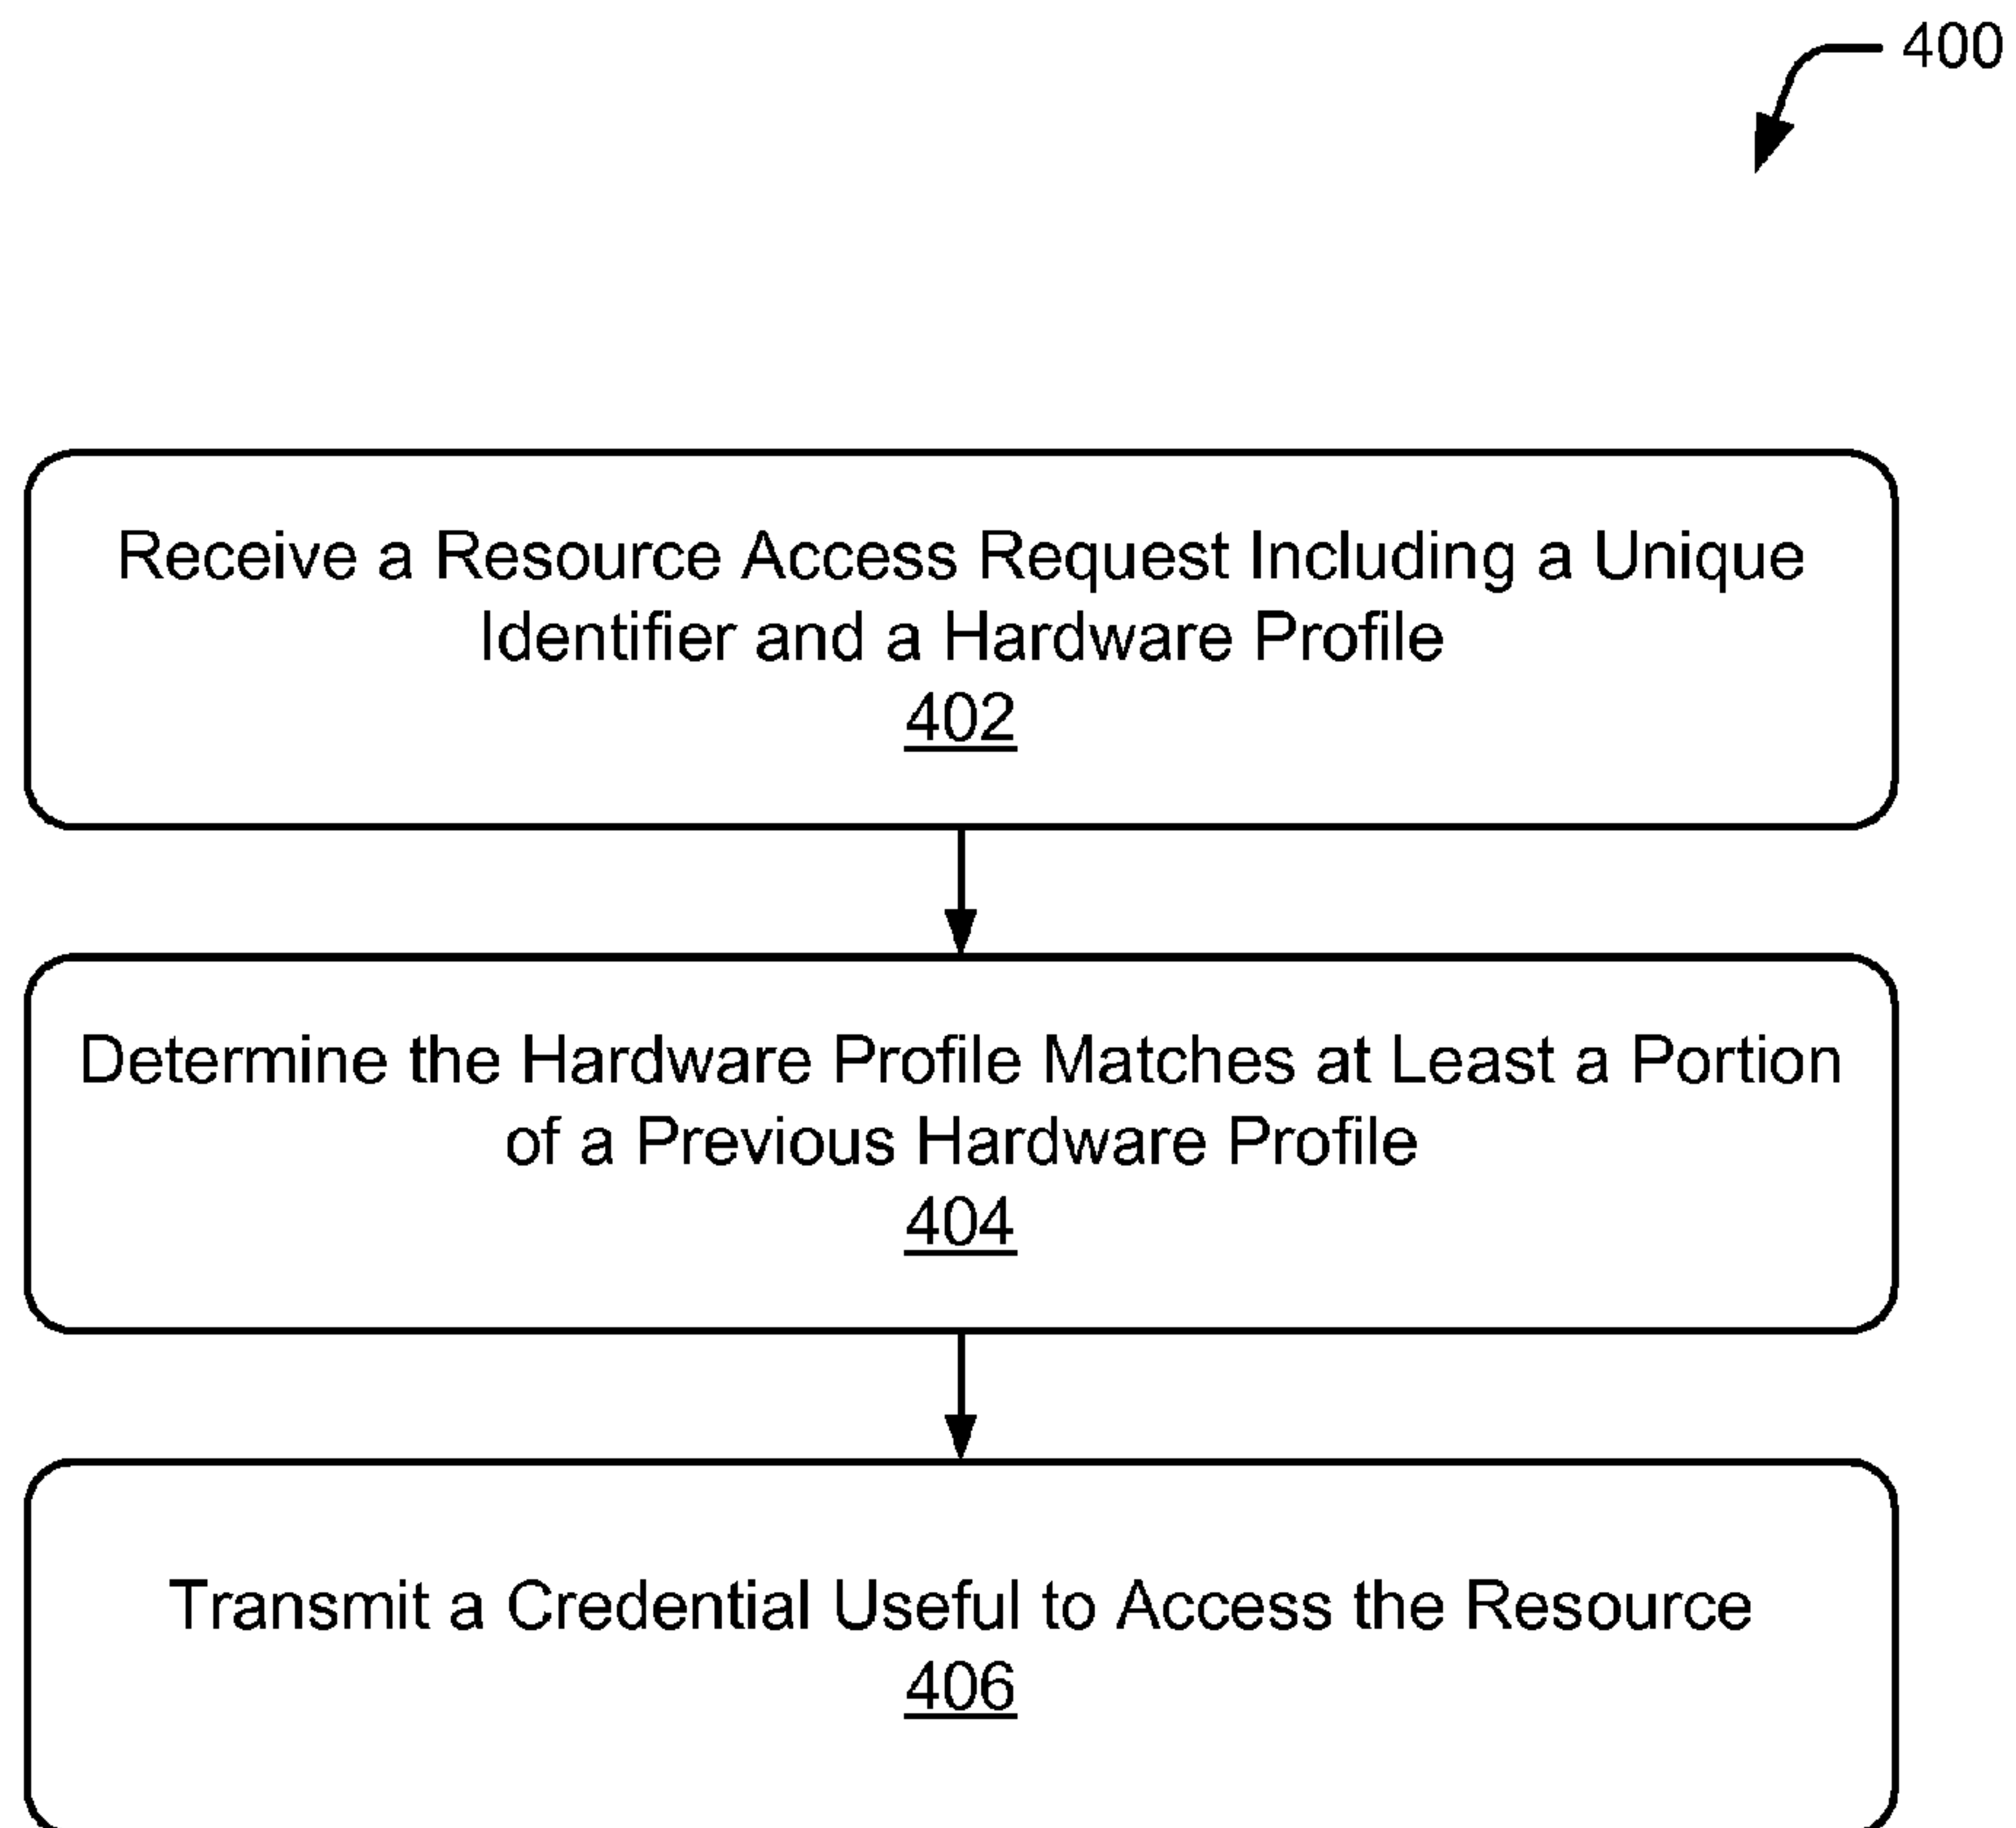 400
Receive a Resource Access Request Including a Unique
Identifier and a Hardware Profile
402
Determine the Hardware Profile Matches at Least a Portion
of a Previous Hardware Profile
404
Transmit a Credential Useful to Access the Resource
406